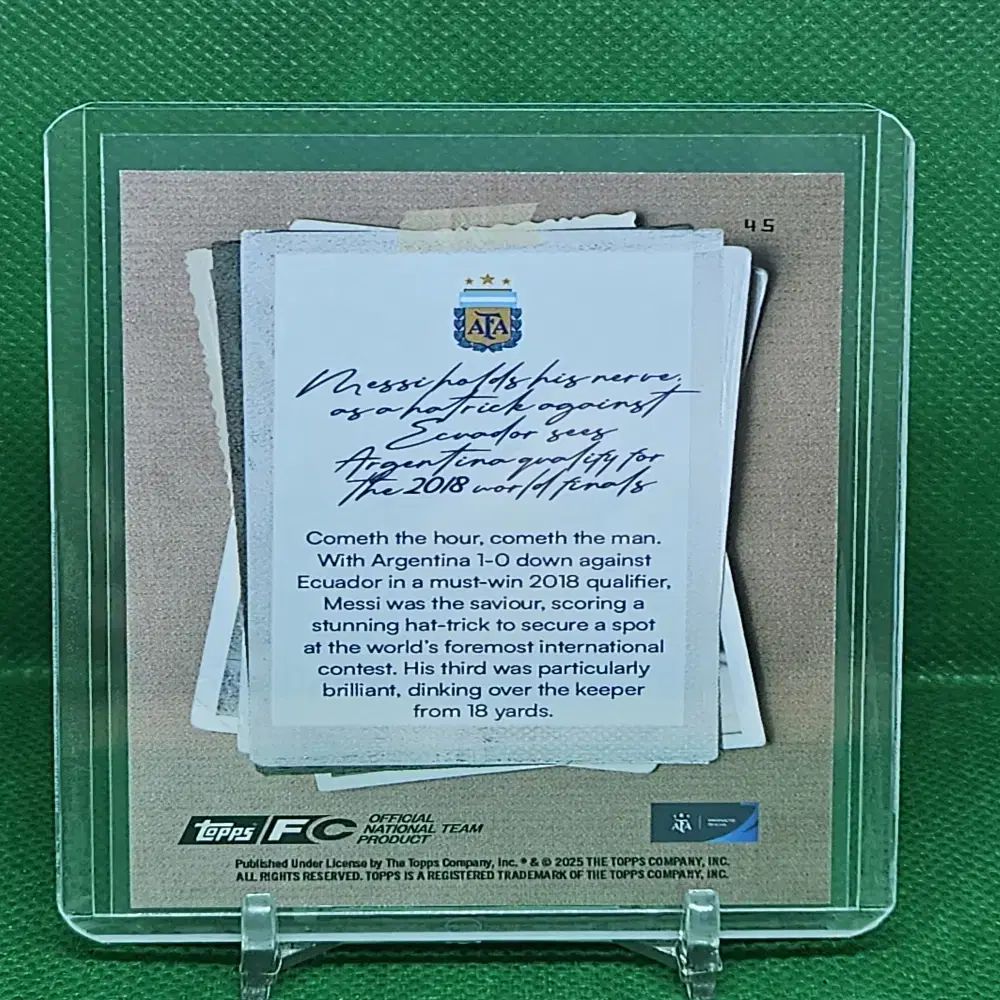 45
AFA
Messi holds his nerve,
as a hatrick against
Ecuador sees
Argentina qualify for
the 2018 world finals
Cometh the hour, cometh the man.
With Argentina 1-0 down against
Ecuador in a must-win 2018 qualifier,
Messi was the saviour, scoring a
stunning hat-trick to secure a spot
at the world's foremost international
contest. His third was particularly
brilliant, dinking over the keeper
from 18 yards.
topps FC OFFICIAL
NATIONAL TEAM
PRODUCT
AFA
Published Under License by The Topps Company, Inc. ® & © 2025 THE TOPPS COMPANY, INC.
ALL RIGHTS RESERVED. TOPPS IS A REGISTERED TRADEMARK OF THE TOPPS COMPANY, INC.